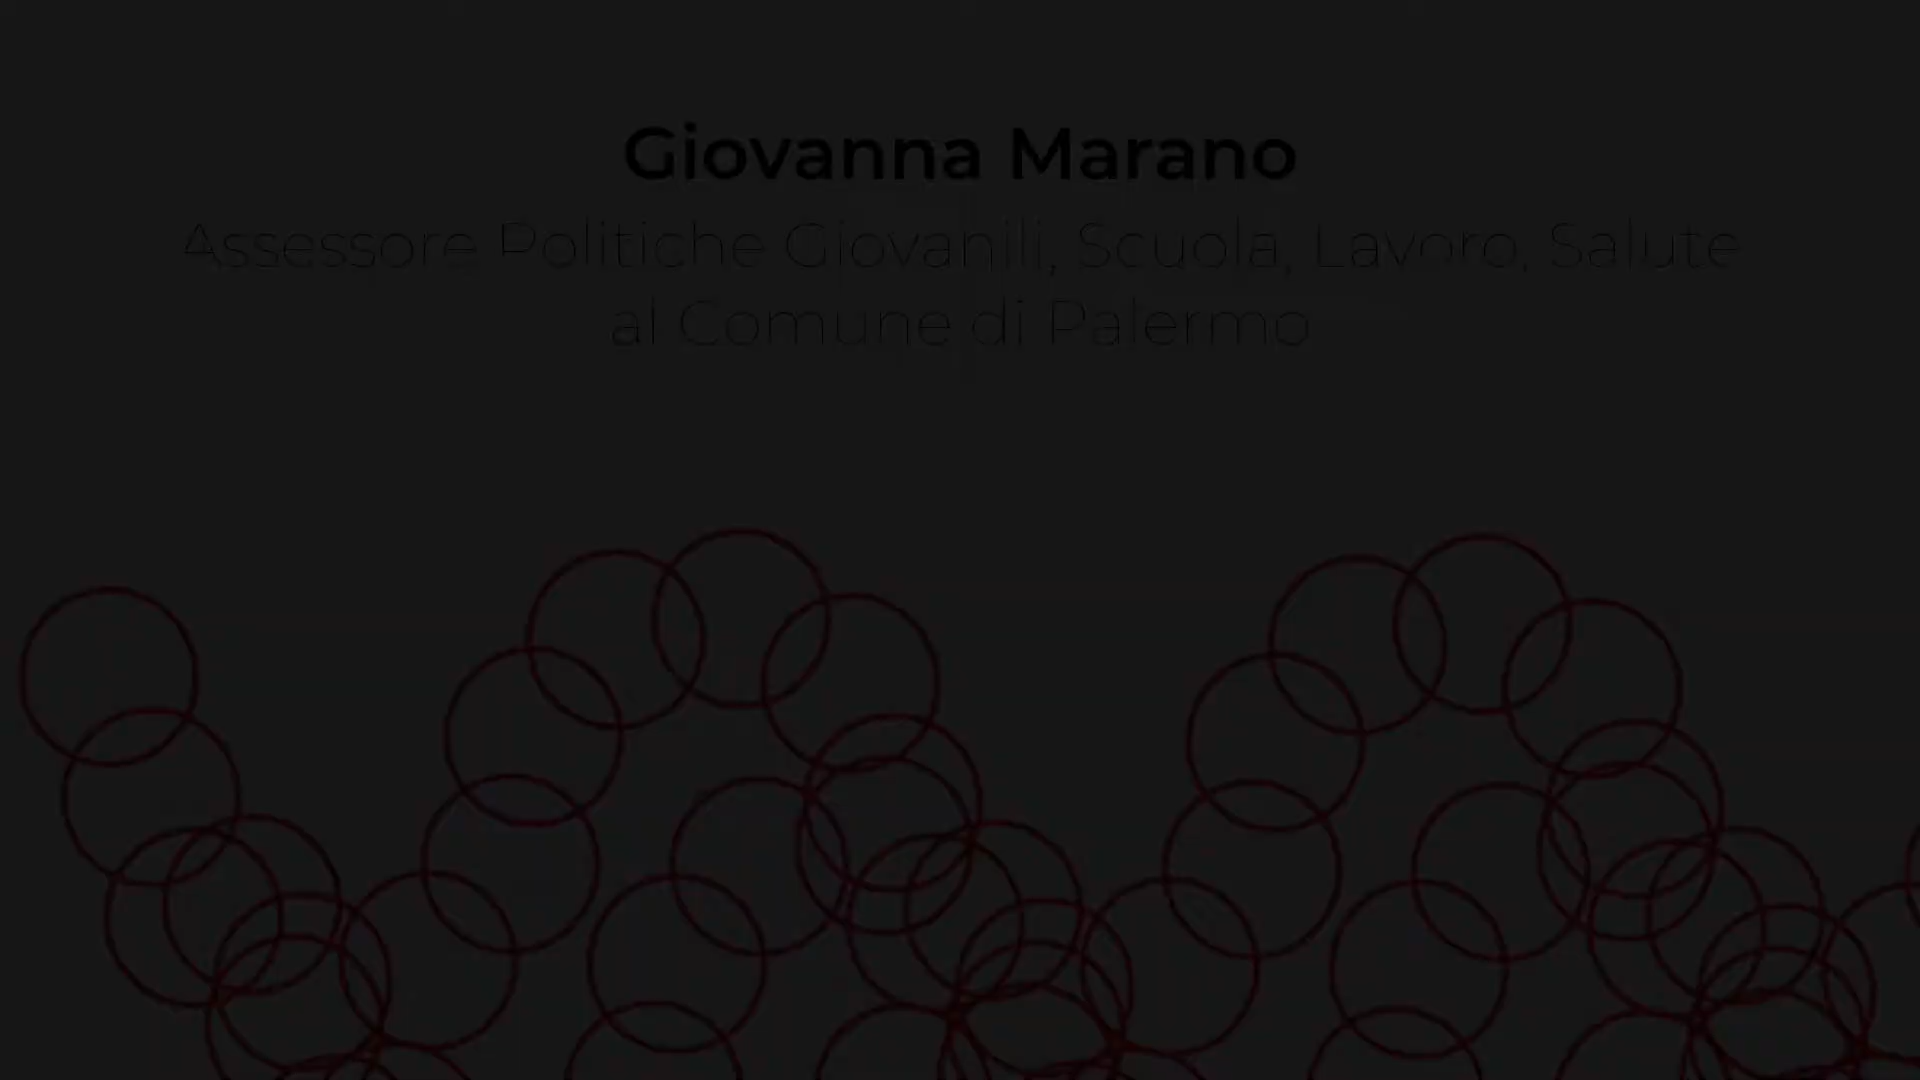 Giovanna Marano
Assessore Politiche Giovanili, Scuola, Lavoro, Salute
al Comune di Palermo